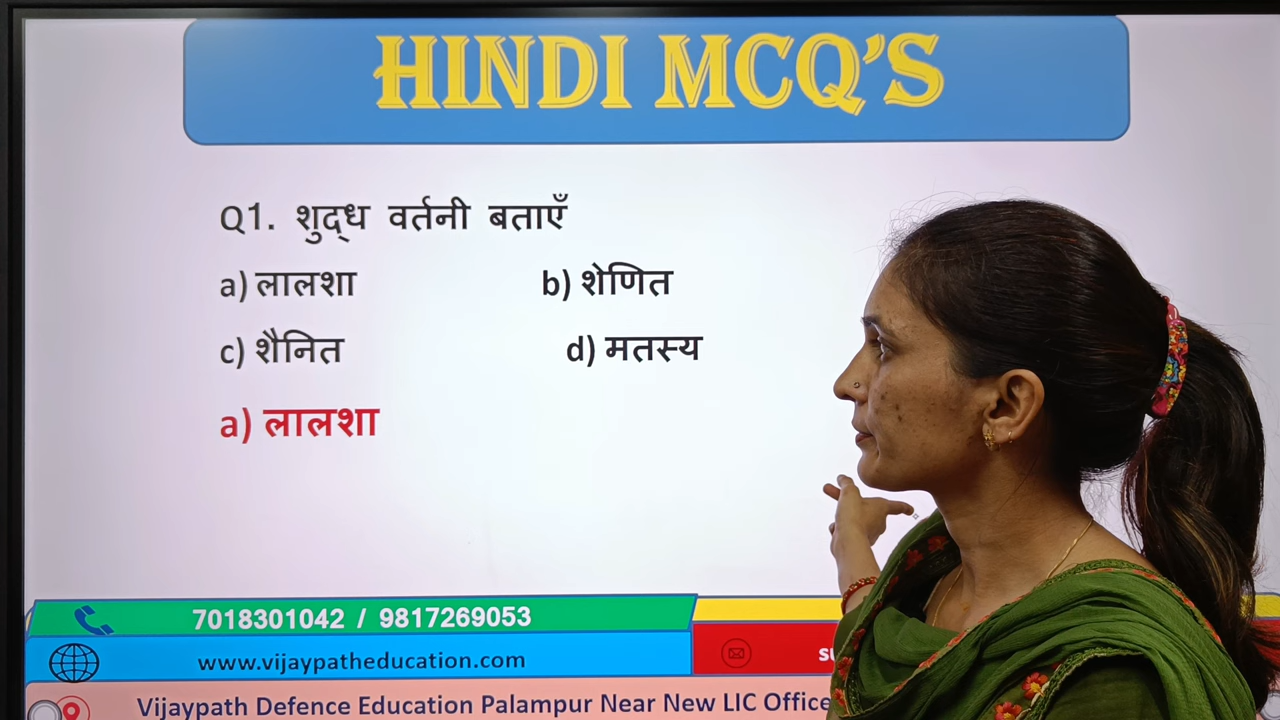 HINDI MCQ'S
Q1. शुद्ध वर्तनी बताएँ
a) लालशा b) शेणित
c) शैनित d) मतस्य
a) लालशा
7018301042 / 9817269053
www.vijaypatheducation.com
Vijaypath Defence Education Palampur Near New LIC Office